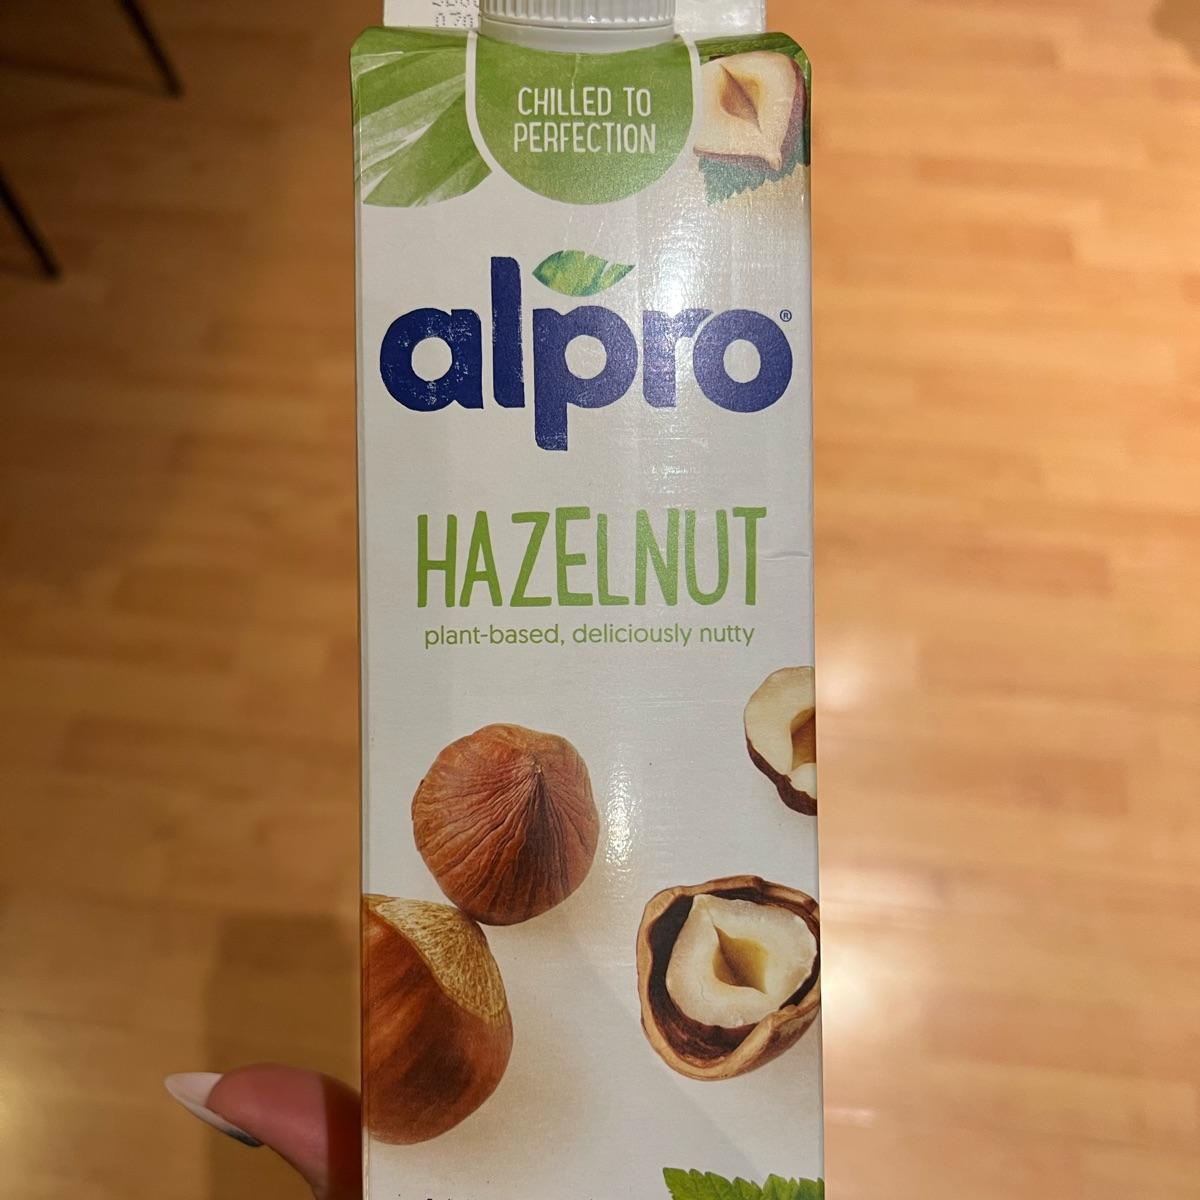 CHILLED TO
PERFECTION
alpro®
HAZELNUT
plant-based, deliciously nutty